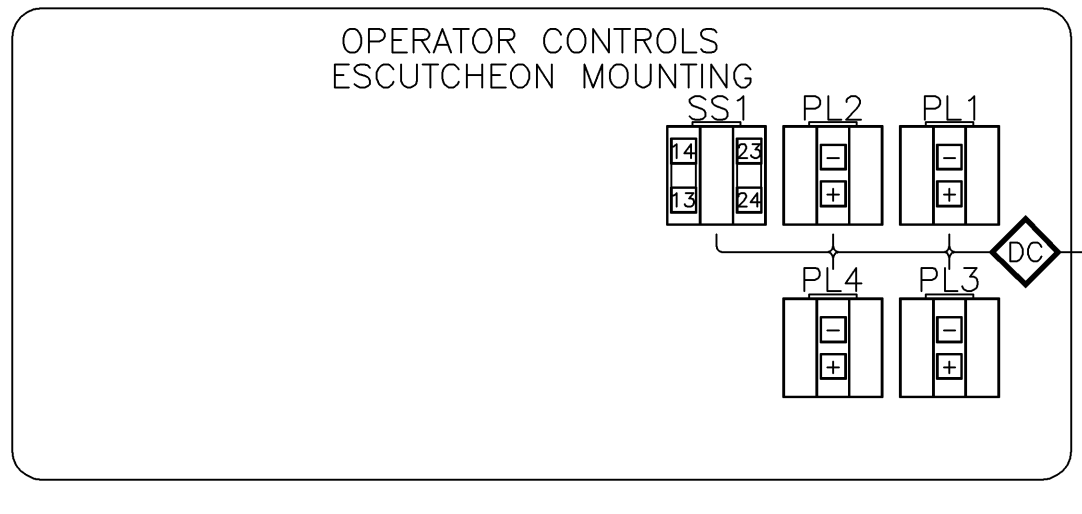 OPERATOR CONTROLS
ESCUTCHEON MOUNTING
SS1 PL2 PL1
14 23 - -
13 24 + +
DC
PL4 PL3
- -
+ +